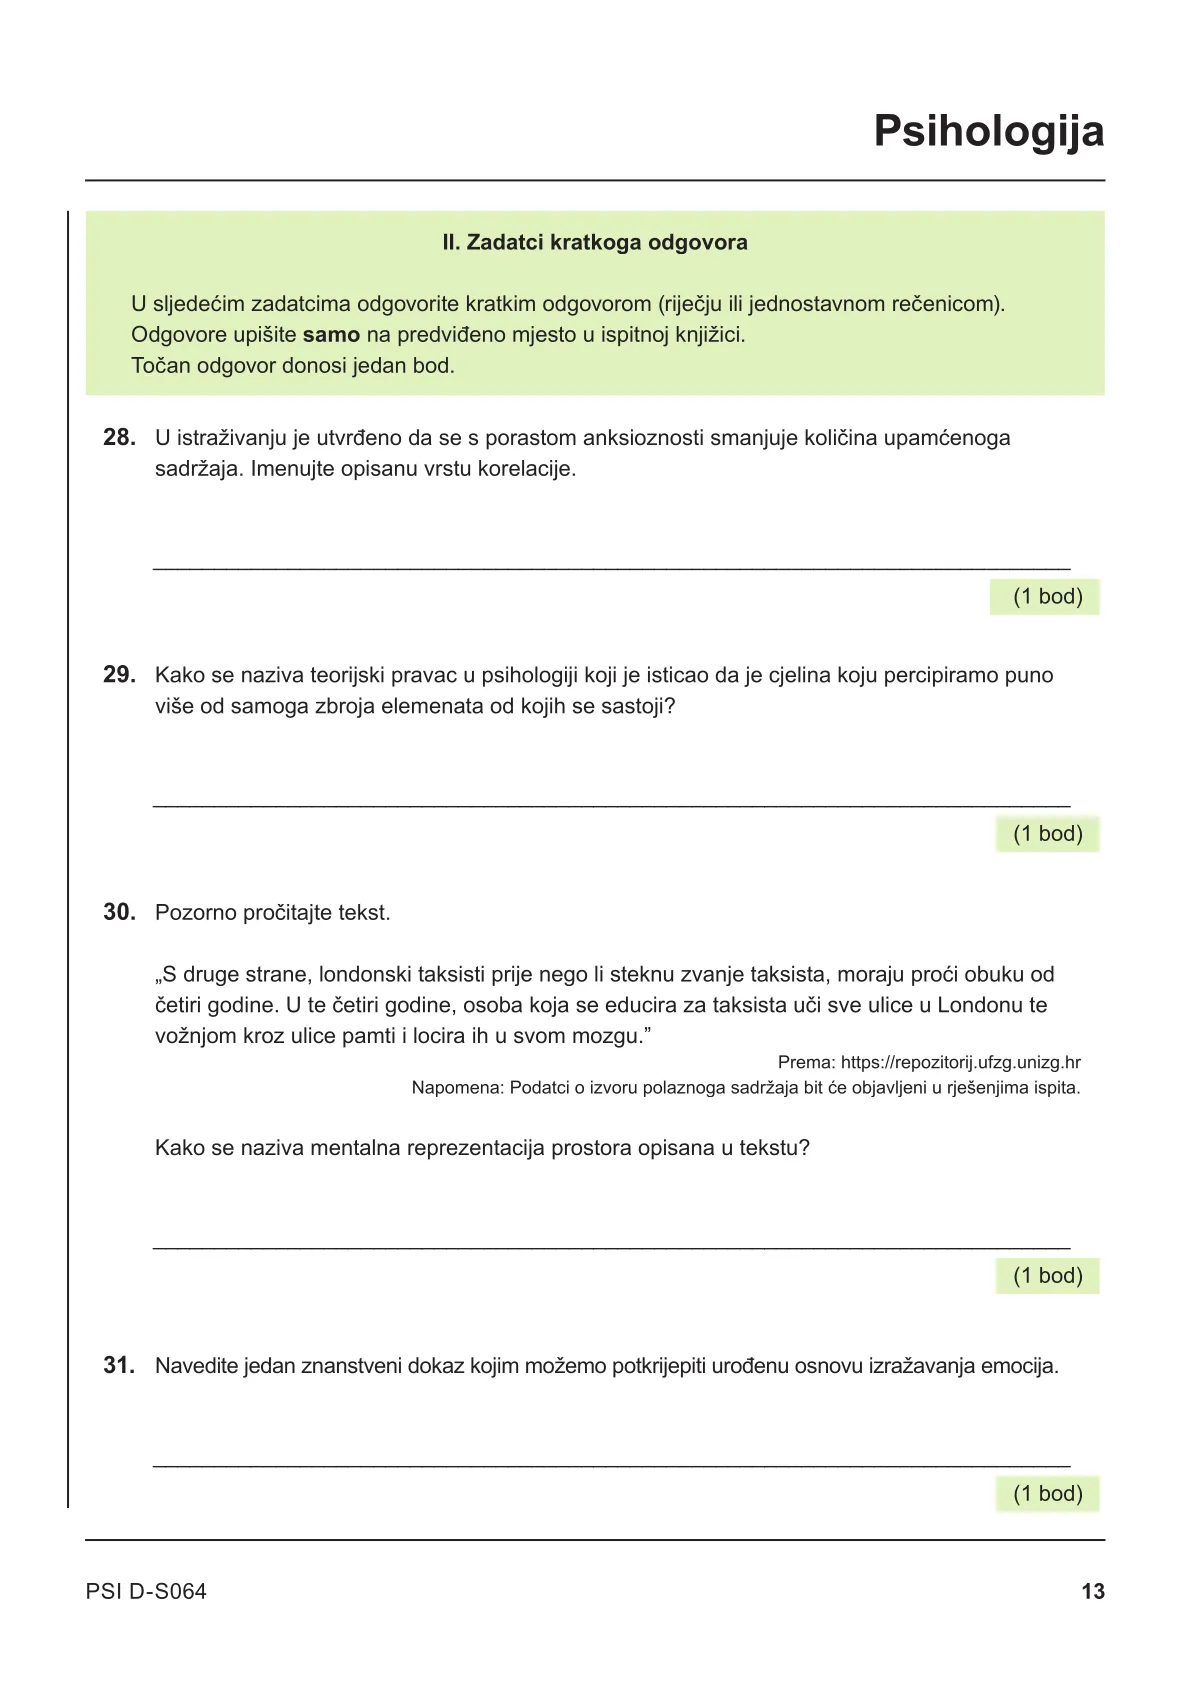 Psihologija
II. Zadatci kratkoga odgovora
U sljedećim zadatcima odgovorite kratkim odgovorom (riječju ili jednostavnom rečenicom).
Odgovore upišite samo na predviđeno mjesto u ispitnoj knjižici.
Točan odgovor donosi jedan bod.
28. U istraživanju je utvrđeno da se s porastom anksioznosti smanjuje količina upamćenoga
sadržaja. Imenujte opisanu vrstu korelacije.
(1 bod)
29. Kako se naziva teorijski pravac u psihologiji koji je isticao da je cjelina koju percipiramo puno
više od samoga zbroja elemenata od kojih se sastoji?
(1 bod)
30. Pozorno pročitajte tekst.
„S druge strane, londonski taksisti prije nego li steknu zvanje taksista, moraju proći obuku od
četiri godine. U te četiri godine, osoba koja se educira za taksista uči sve ulice u Londonu te
vožnjom kroz ulice pamti i locira ih u svom mozgu.”
Prema: https://repozitorij.ufzg.unizg.hr
Napomena: Podatci o izvoru polaznoga sadržaja bit će objavljeni u rješenjima ispita.
Kako se naziva mentalna reprezentacija prostora opisana u tekstu?
(1 bod)
31. Navedite jedan znanstveni dokaz kojim možemo potkrijepiti urođenu osnovu izražavanja emocija.
(1 bod)
PSI D-S064
13